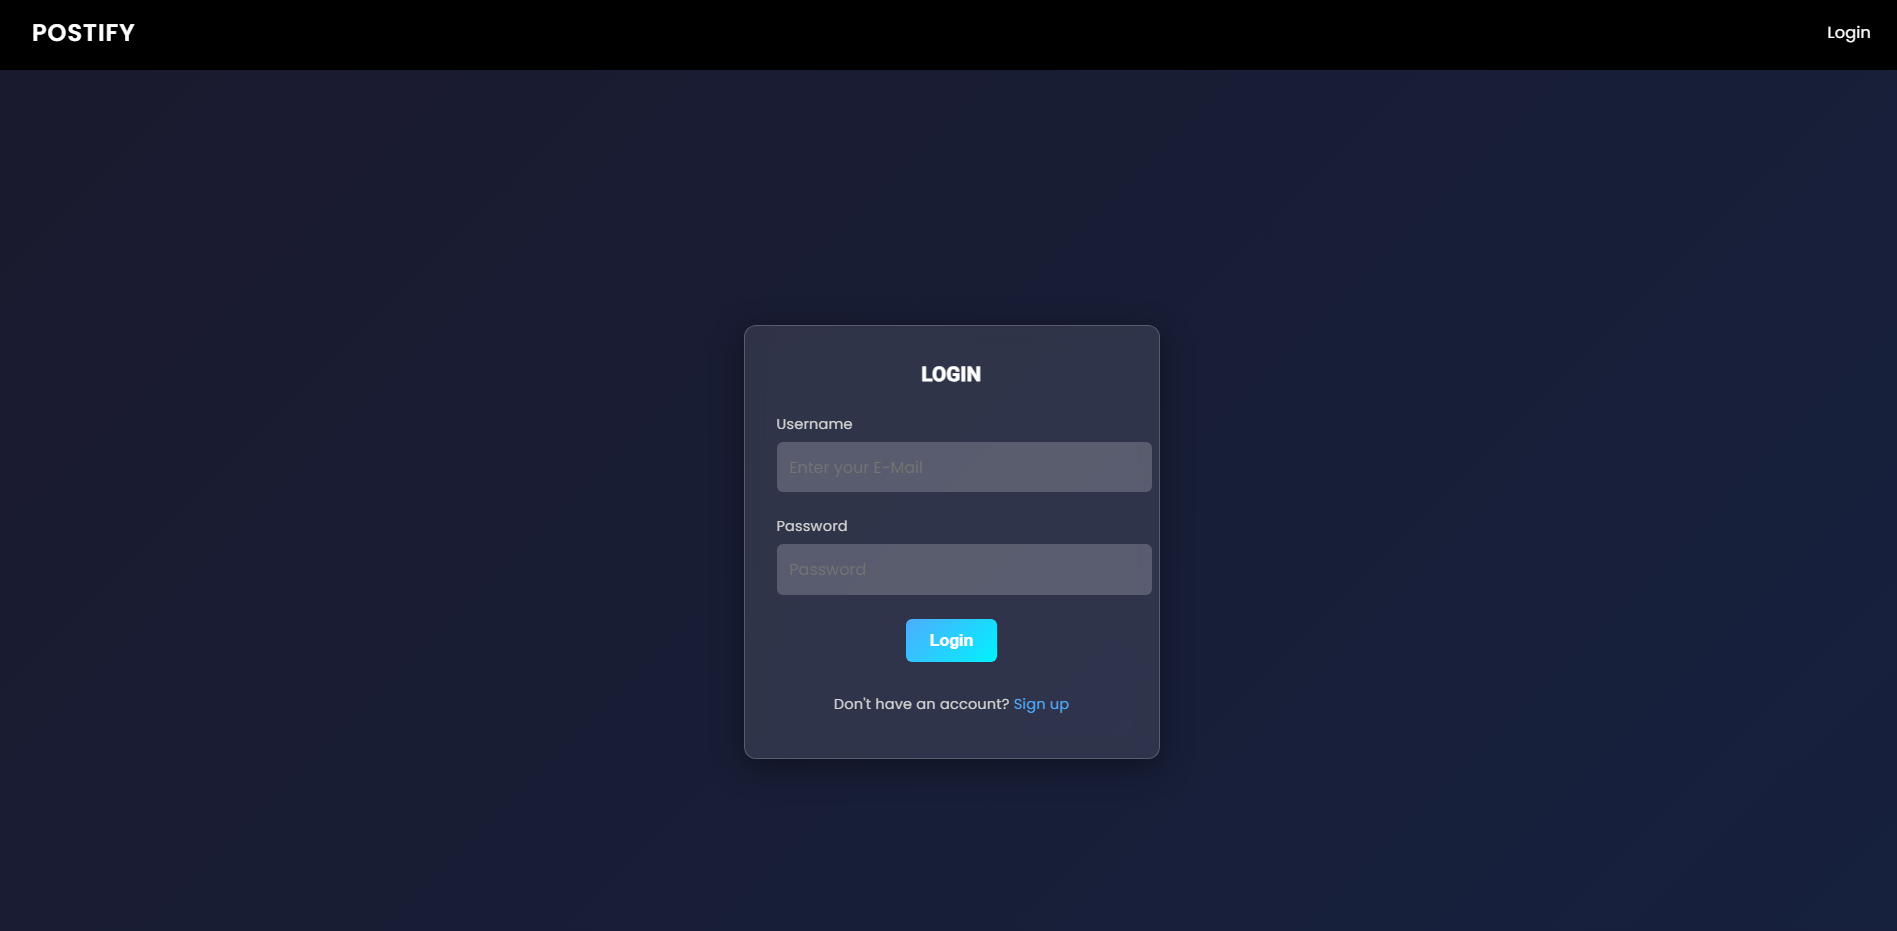 POSTIFY
Login
LOGIN
Username
Enter your E-Mail
Password
Password
Login
Don't have an account? Sign up